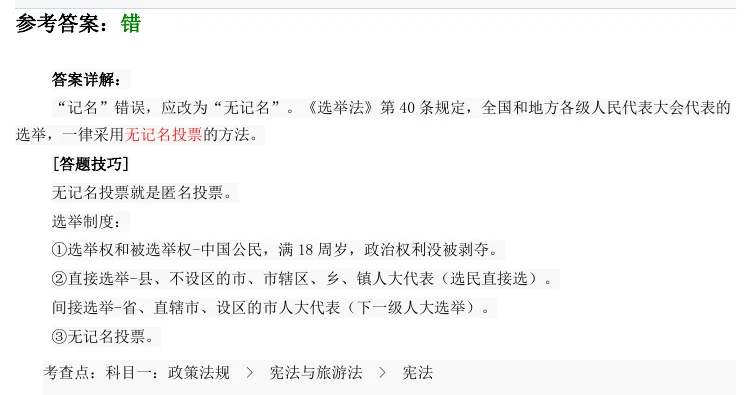 参考答案：错
答案详解：
“记名”错误，应改为“无记名”。《选举法》第 40 条规定，全国和地方各级人民代表大会代表的
选举，一律采用无记名投票的方法。
[答题技巧]
无记名投票就是匿名投票。
选举制度：
①选举权和被选举权-中国公民，满 18 周岁，政治权利没被剥夺。
②直接选举-县、不设区的市、市辖区、乡、镇人大代表（选民直接选）。
间接选举-省、直辖市、设区的市人大代表（下一级人大选举）。
③无记名投票。
考查点：科目一：政策法规 > 宪法与旅游法 > 宪法